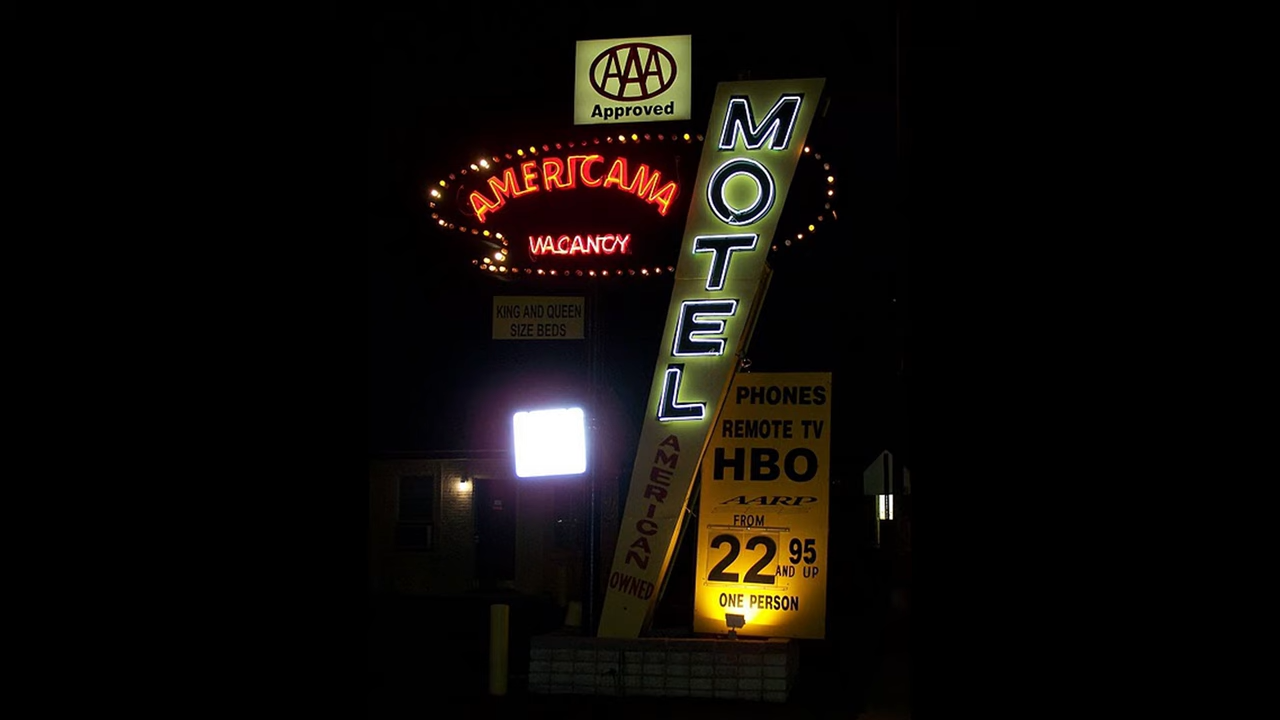 AAA
Approved
AMERICANA
VACANCY
MOTEL
AMERICAN
OWNED
KING AND QUEEN
SIZE BEDS
PHONES
REMOTE TV
HBO
AARP
FROM
22 95
AND UP
ONE PERSON